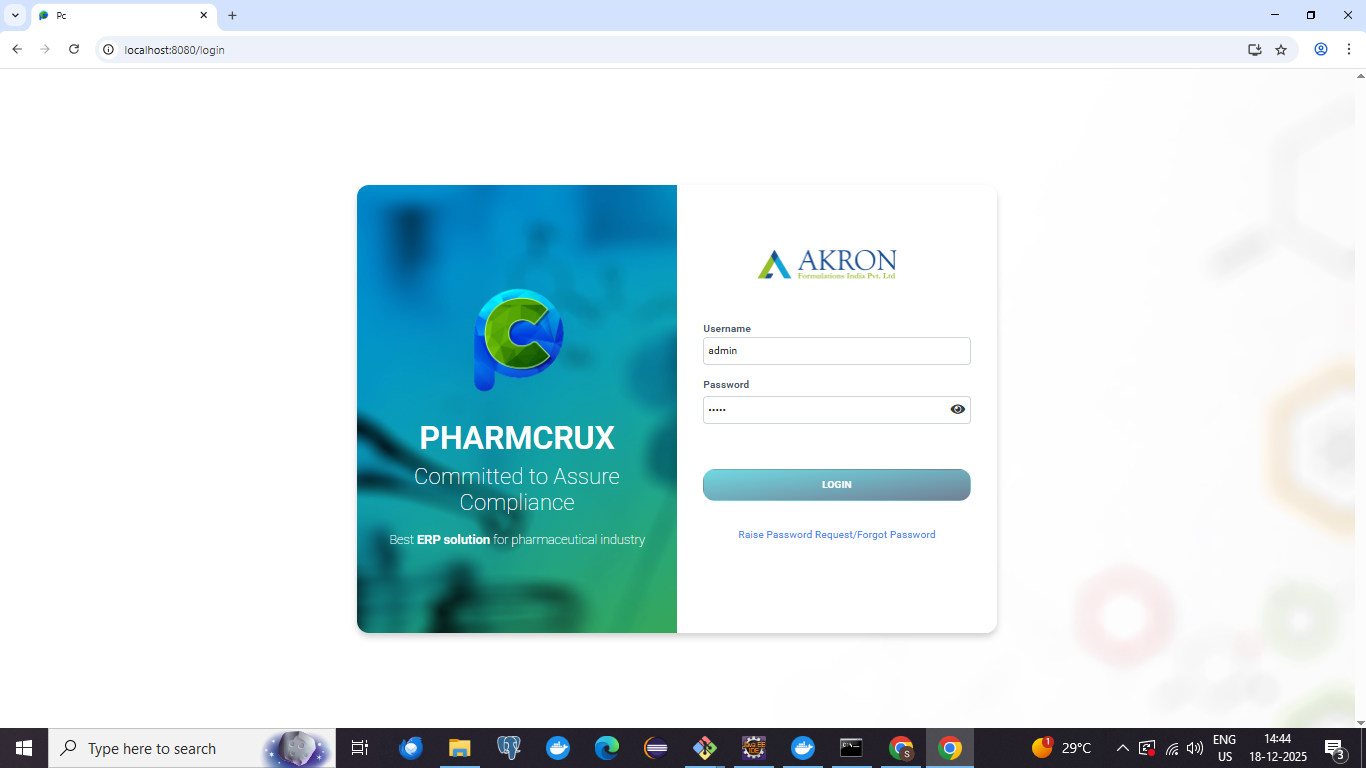 Pc
localhost:8080/login
AKRON
Formulations India Pvt. Ltd
Username
admin
Password
•••••
LOGIN
Raise Password Request/Forgot Password
PHARMCRUX
Committed to Assure
Compliance
Best ERP solution for pharmaceutical industry
Type here to search
1
29°C
ENG
US
14:44
18-12-2025
3